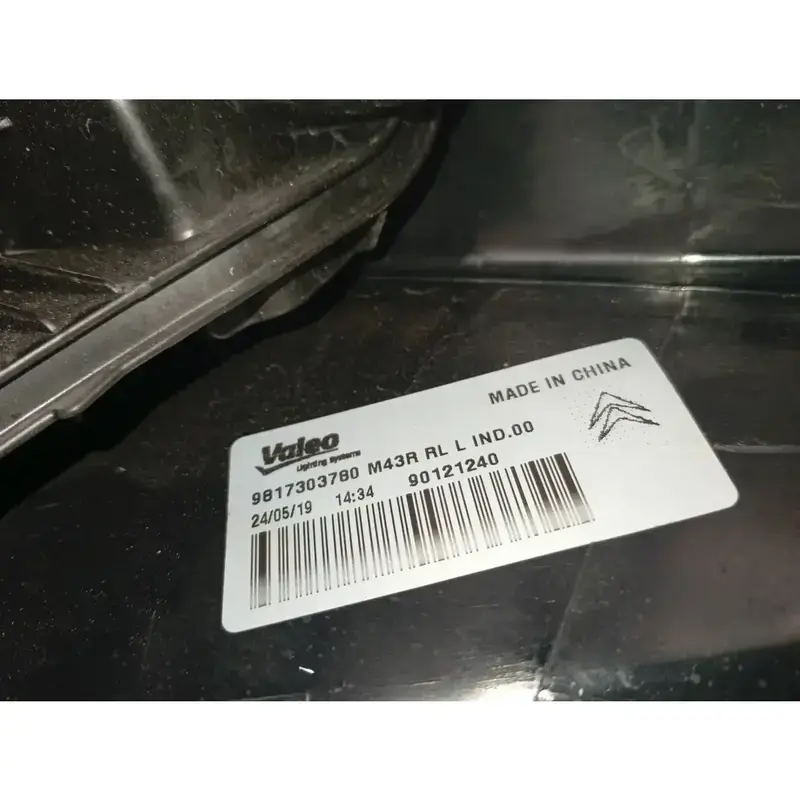 MADE IN CHINA
Valeo
Lighting Systems
9817303780 M43R RL L IND.00
24/05/19 14:34 90121240